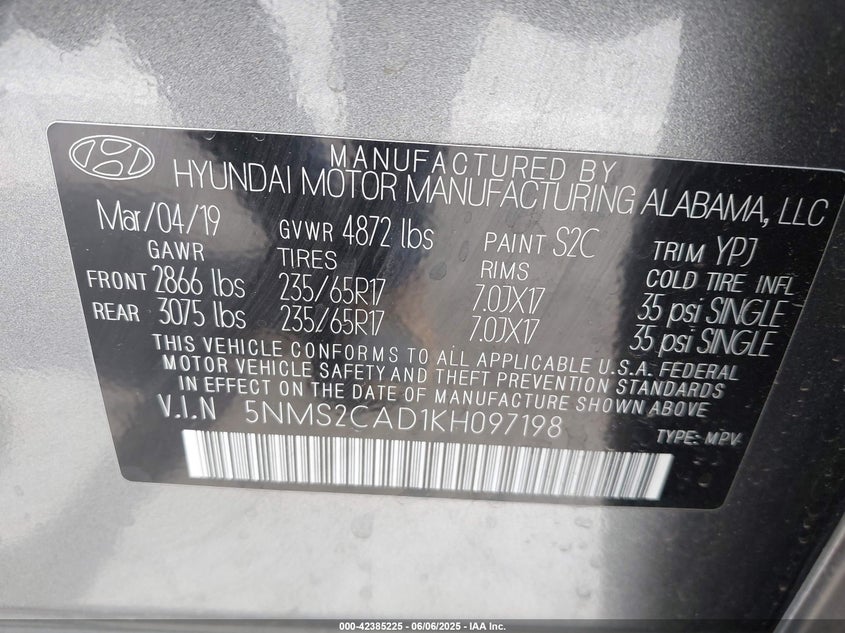 MANUFACTURED BY
HYUNDAI MOTOR MANUFACTURING ALABAMA, LLC
Mar/04/19 GVWR 4872 lbs PAINT S2C TRIM YPJ
GAWR TIRES RIMS COLD TIRE INFL
FRONT 2866 lbs 235/65R17 7.0JX17 35 psi SINGLE
REAR 3075 lbs 235/65R17 7.0JX17 35 psi SINGLE
THIS VEHICLE CONFORMS TO ALL APPLICABLE U.S.A. FEDERAL
MOTOR VEHICLE SAFETY AND THEFT PREVENTION STANDARDS
IN EFFECT ON THE DATE OF MANUFACTURE SHOWN ABOVE
V.I.N 5NMS2CAD1KH097198 TYPE: MPV
000-42385225 - 06/06/2025 - IAA Inc.